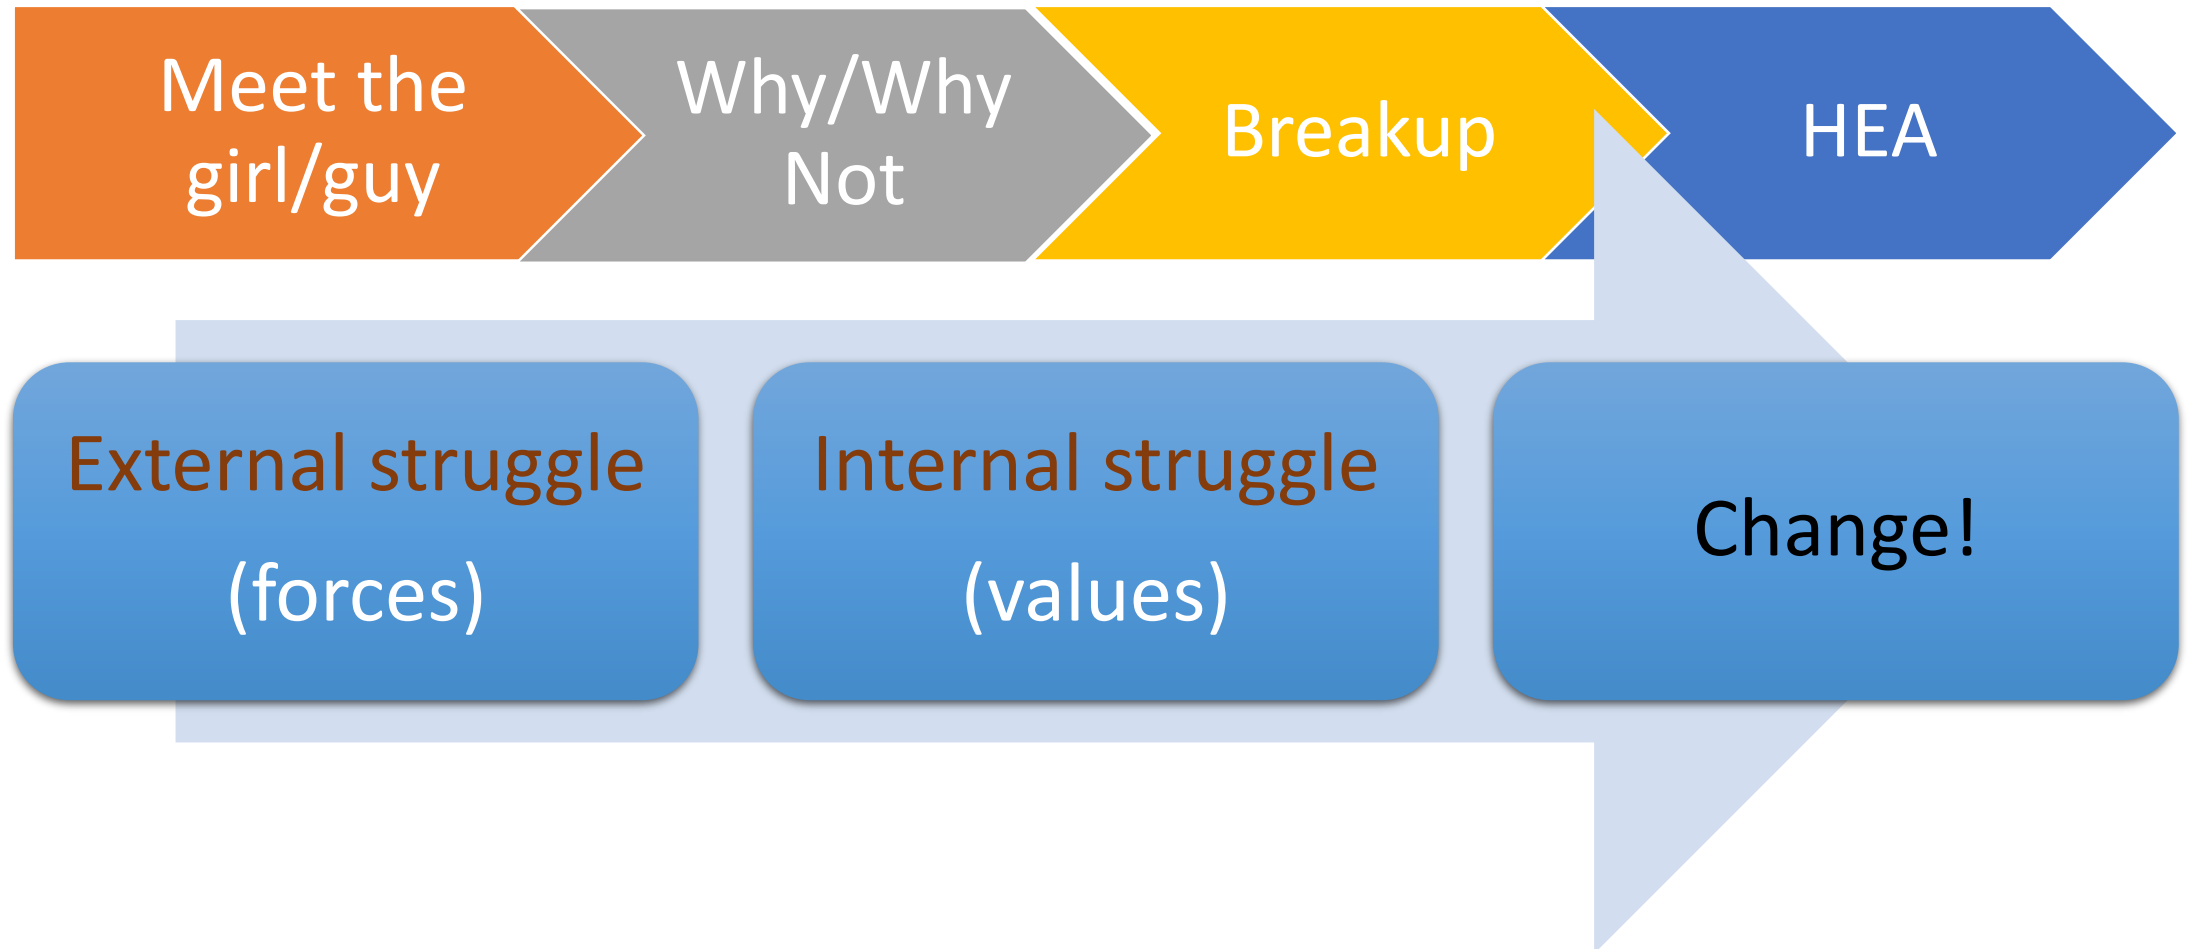 Meet the
girl/guy
Why/Why
Not
Breakup
HEA
External struggle
(forces)
Internal struggle
(values)
Change!